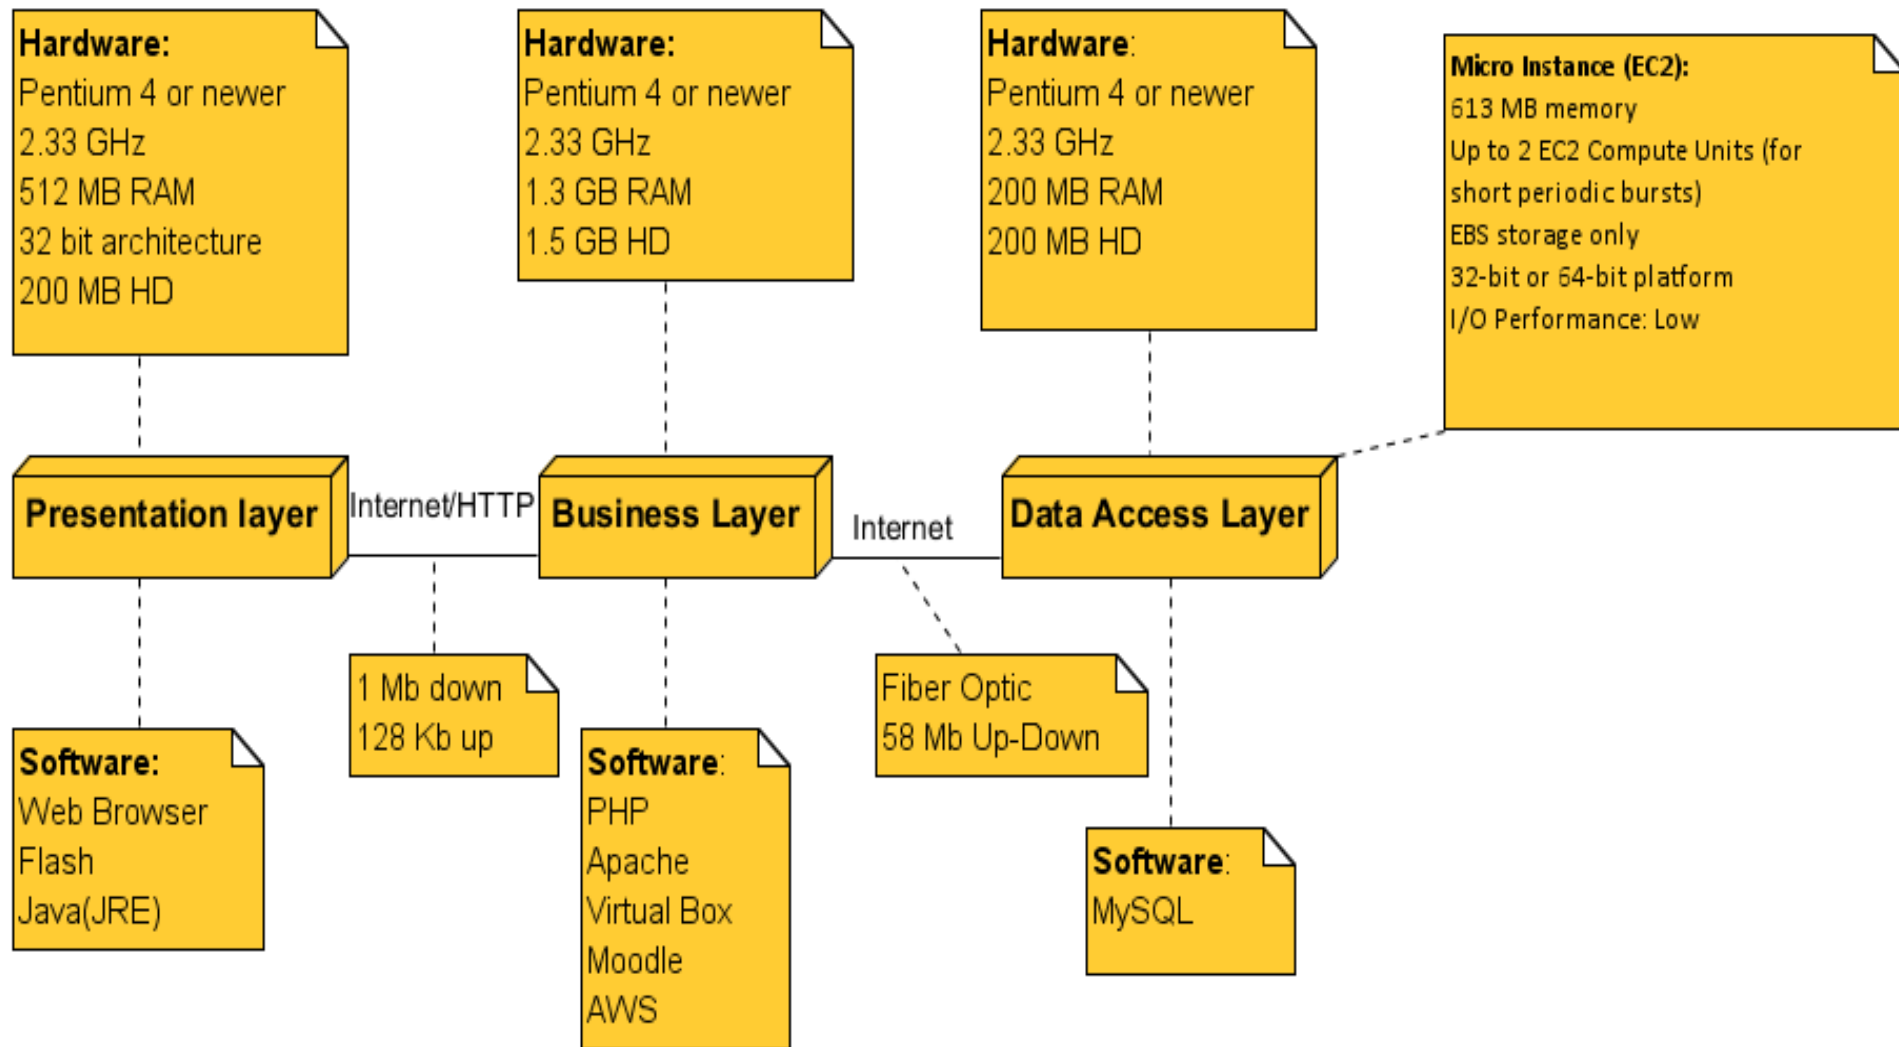 Hardware:
Pentium 4 or newer
2.33 GHz
512 MB RAM
32 bit architecture
200 MB HD
Hardware:
Pentium 4 or newer
2.33 GHz
1.3 GB RAM
1.5 GB HD
Hardware:
Pentium 4 or newer
2.33 GHz
200 MB RAM
200 MB HD
Micro Instance (EC2):
613 MB memory
Up to 2 EC2 Compute Units (for
short periodic bursts)
EBS storage only
32-bit or 64-bit platform
I/O Performance: Low
Presentation layer
Internet/HTTP
Business Layer
Internet
Data Access Layer
1 Mb down
128 Kb up
Fiber Optic
58 Mb Up-Down
Software:
Web Browser
Flash
Java(JRE)
Software:
PHP
Apache
Virtual Box
Moodle
AWS
Software:
MySQL